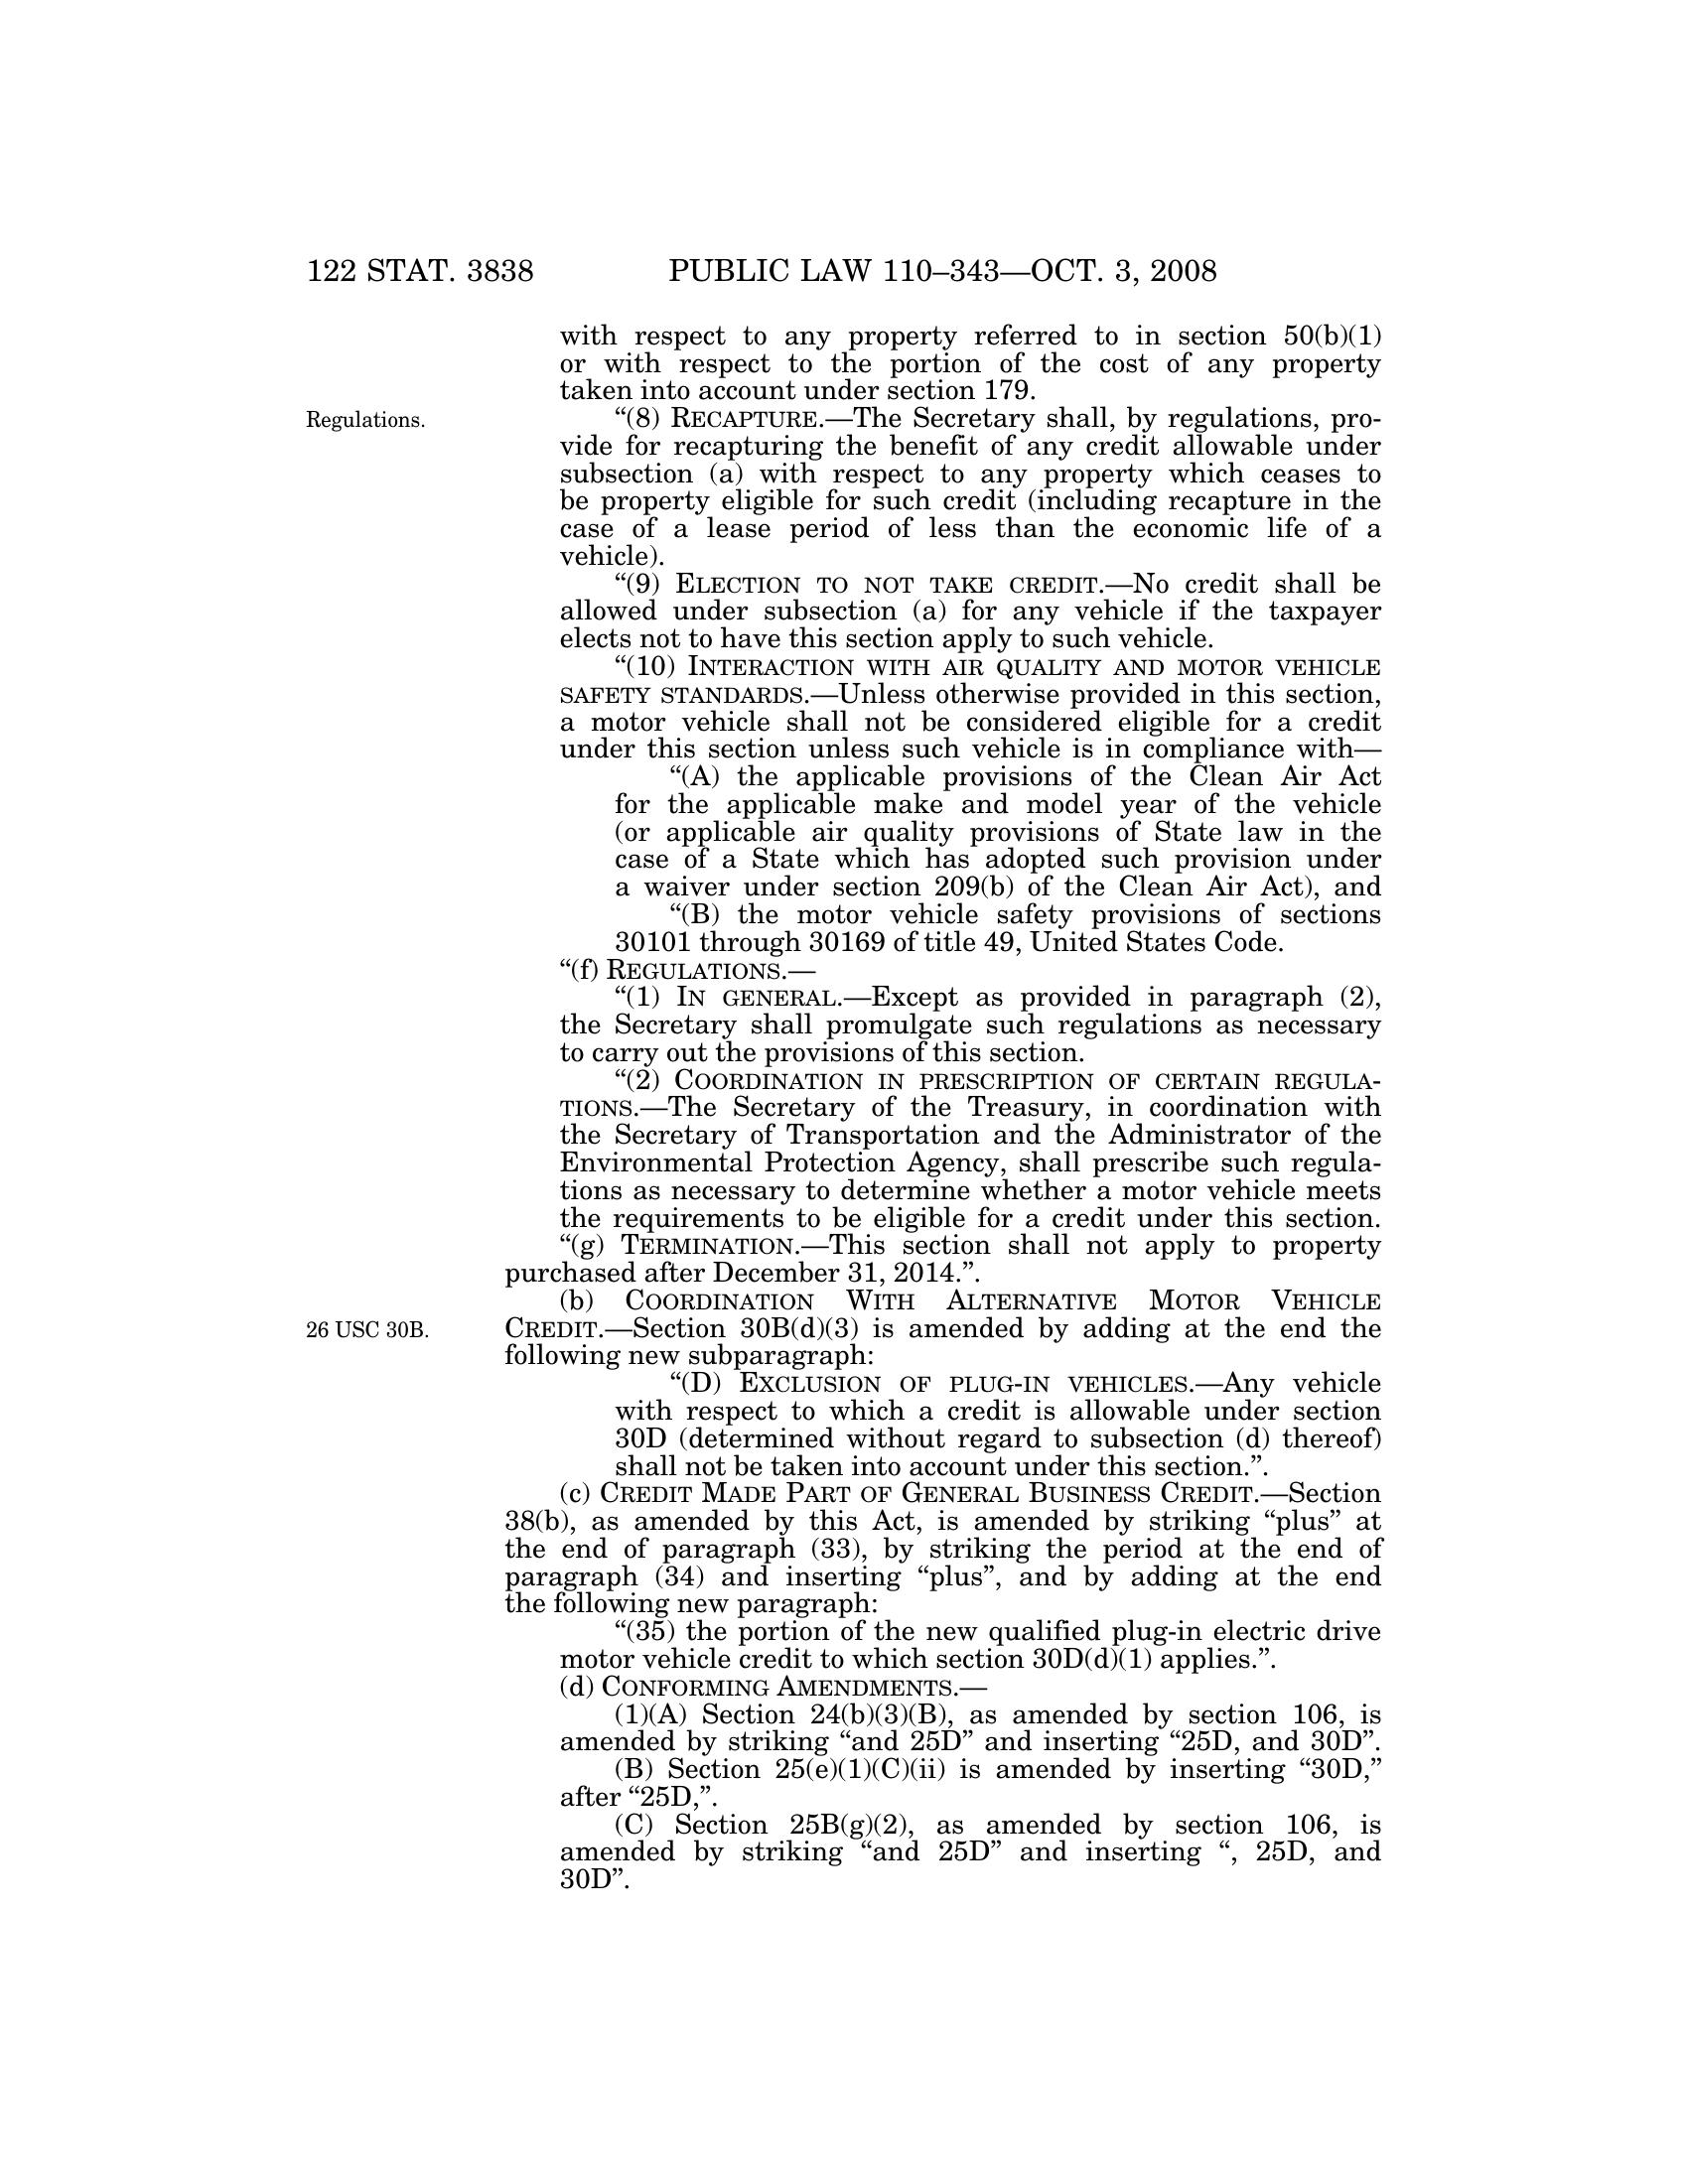 122 STAT. 3838 PUBLIC LAW 110–343—OCT. 3, 2008
with respect to any property referred to in section 50(b)(1)
or with respect to the portion of the cost of any property
taken into account under section 179.
Regulations.
“(8) RECAPTURE.—The Secretary shall, by regulations, pro-
vide for recapturing the benefit of any credit allowable under
subsection (a) with respect to any property which ceases to
be property eligible for such credit (including recapture in the
case of a lease period of less than the economic life of a
vehicle).
“(9) ELECTION TO NOT TAKE CREDIT.—No credit shall be
allowed under subsection (a) for any vehicle if the taxpayer
elects not to have this section apply to such vehicle.
“(10) INTERACTION WITH AIR QUALITY AND MOTOR VEHICLE
SAFETY STANDARDS.—Unless otherwise provided in this section,
a motor vehicle shall not be considered eligible for a credit
under this section unless such vehicle is in compliance with—
“(A) the applicable provisions of the Clean Air Act
for the applicable make and model year of the vehicle
(or applicable air quality provisions of State law in the
case of a State which has adopted such provision under
a waiver under section 209(b) of the Clean Air Act), and
“(B) the motor vehicle safety provisions of sections
30101 through 30169 of title 49, United States Code.
“(f) REGULATIONS.—
“(1) IN GENERAL.—Except as provided in paragraph (2),
the Secretary shall promulgate such regulations as necessary
to carry out the provisions of this section.
“(2) COORDINATION IN PRESCRIPTION OF CERTAIN REGULA-
TIONS.—The Secretary of the Treasury, in coordination with
the Secretary of Transportation and the Administrator of the
Environmental Protection Agency, shall prescribe such regula-
tions as necessary to determine whether a motor vehicle meets
the requirements to be eligible for a credit under this section.
“(g) TERMINATION.—This section shall not apply to property
purchased after December 31, 2014.”.
(b) COORDINATION WITH ALTERNATIVE MOTOR VEHICLE
26 USC 30B.
CREDIT.—Section 30B(d)(3) is amended by adding at the end the
following new subparagraph:
“(D) EXCLUSION OF PLUG-IN VEHICLES.—Any vehicle
with respect to which a credit is allowable under section
30D (determined without regard to subsection (d) thereof)
shall not be taken into account under this section.”.
(c) CREDIT MADE PART OF GENERAL BUSINESS CREDIT.—Section
38(b), as amended by this Act, is amended by striking “plus” at
the end of paragraph (33), by striking the period at the end of
paragraph (34) and inserting “plus”, and by adding at the end
the following new paragraph:
“(35) the portion of the new qualified plug-in electric drive
motor vehicle credit to which section 30D(d)(1) applies.”.
(d) CONFORMING AMENDMENTS.—
(1)(A) Section 24(b)(3)(B), as amended by section 106, is
amended by striking “and 25D” and inserting “25D, and 30D”.
(B) Section 25(e)(1)(C)(ii) is amended by inserting “30D,”
after “25D,”.
(C) Section 25B(g)(2), as amended by section 106, is
amended by striking “and 25D” and inserting “, 25D, and
30D”.